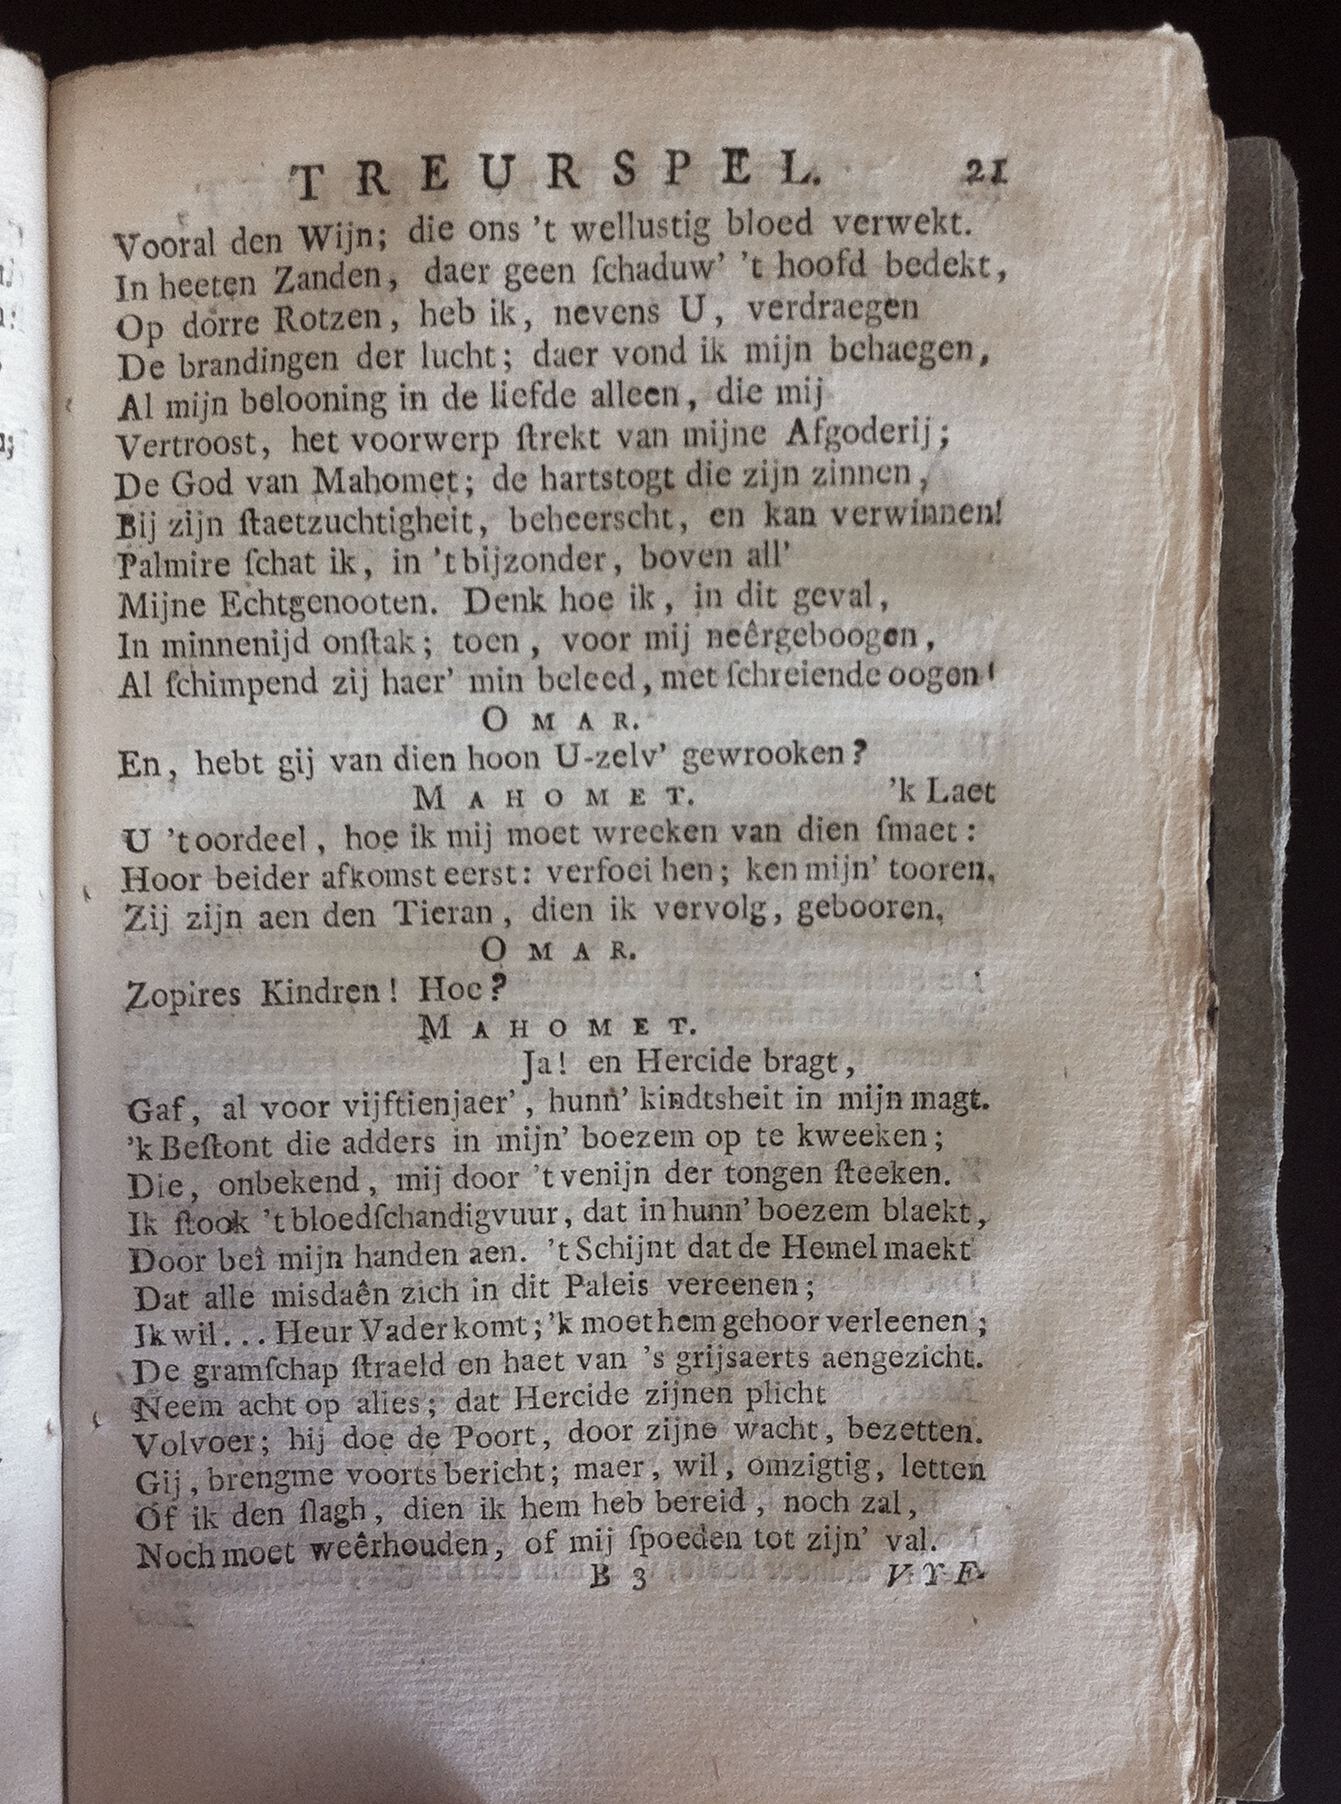 TREURSPEL. 21
Vooral den Wijn; die ons 't wellustig bloed verwekt.
In heeten Zanden, daer geen ſchaduw' 't hoofd bedekt,
Op dorre Rotzen, heb ik, nevens U, verdraegen
De brandingen der lucht; daer vond ik mijn behaegen,
Al mijn belooning in de liefde alleen, die mij
Vertroost, het voorwerp ſtrekt van mijne Afgoderij;
De God van Mahomet; de hartstogt die zijn zinnen,
Bij zijn ſtaetzuchtigheit, beheerscht, en kan verwinnen!
Palmire ſchat ik, in 't bijzonder, boven all'
Mijne Echtgenooten. Denk hoe ik, in dit geval,
In minnenijd onſtak; toen, voor mij neêrgeboogen,
Al ſchimpend zij haer' min beleed, met ſchreiende oogen!
OMAR.
En, hebt gij van dien hoon U-zelv' gewrooken?
MAHOMET. 'k Laet
U 't oordeel, hoe ik mij moet wreeken van dien ſmaet:
Hoor beider afkomst eerst: verfoei hen; ken mijn' tooren,
Zij zijn aen den Tieran, dien ik vervolg, gebooren,
OMAR.
Zopires Kindren! Hoe?
MAHOMET.
Ja! en Hercide bragt,
Gaf, al voor vijftienjaer', hunn' kindtsheit in mijn magt.
'k Beſtont die adders in mijn' boezem op te kweeken;
Die, onbekend, mij door 't venijn der tongen ſteeken.
Ik ſtook 't bloedſchandigvuur, dat in hunn' boezem blaekt,
Door beî mijn handen aen. 't Schijnt dat de Hemel maekt
Dat alle misdaên zich in dit Paleis vereenen;
Ik wil... Heur Vader komt; 'k moet hem gehoor verleenen;
De gramſchap ſtraeld en haet van 's grijsaerts aengezicht.
Neem acht op alles; dat Hercide zijnen plicht
Volvoer; hij doe de Poort, door zijne wacht, bezetten.
Gij, brengme voorts bericht; maer, wil, omzigtig, letten
Of ik den ſlagh, dien ik hem heb bereid, noch zal,
Noch moet weêrhouden, of mij ſpoeden tot zijn' val.
B 3 VYF-